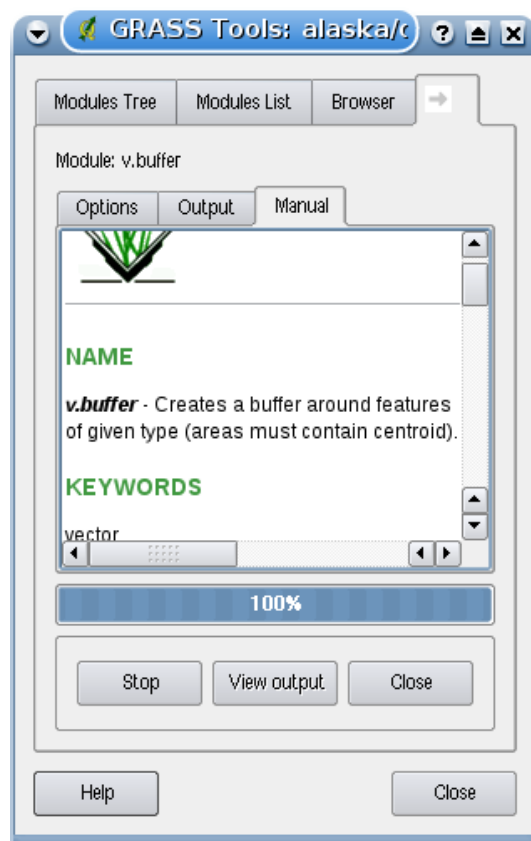 GRASS Tools: alaska/
Modules Tree
Modules List
Browser
Module: v.buffer
Options
Output
Manual
NAME
v.buffer - Creates a buffer around features
of given type (areas must contain centroid).
KEYWORDS
vector
100%
Stop
View output
Close
Help
Close